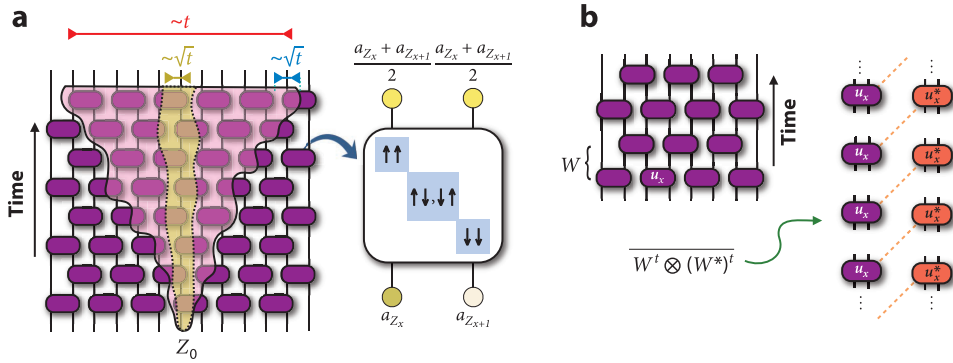 a
~t
~√t
~√t
Time
Z₀
(a_{Z_x} + a_{Z_{x+1}})/2 (a_{Z_x} + a_{Z_{x+1}})/2
↑↑
↑↓,↓↑
↓↓
a_{Z_x} a_{Z_{x+1}}
b
W {
u_x
Time
W^t ⊗ (W*)^t
⋮ ⋮
u_x u_x^*
u_x u_x^*
u_x u_x^*
u_x u_x^*
⋮ ⋮